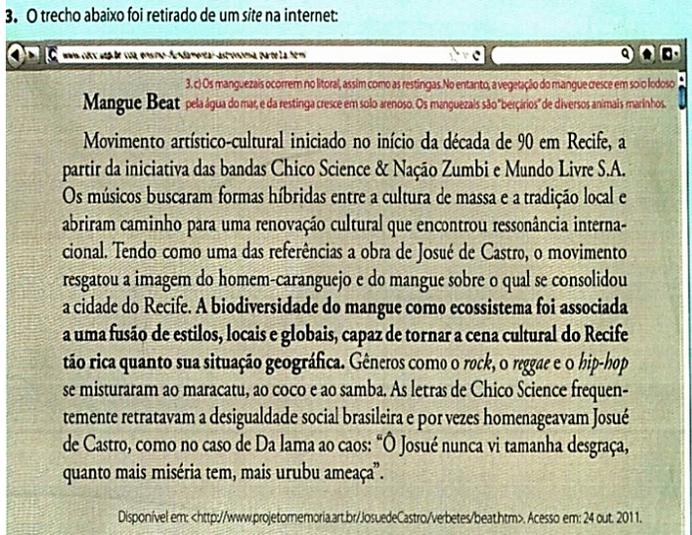 3. O trecho abaixo foi retirado de um site na internet:
3.c) Os manguezais ocorrem no litoral, assim como as restingas. No entanto, a vegetação do mangue cresce em solo lodoso
Mangue Beat pela água do mar, e da restinga cresce em solo arenoso. Os manguezais são "berçários" de diversos animais marinhos.
Movimento artístico-cultural iniciado no início da década de 90 em Recife, a
partir da iniciativa das bandas Chico Science & Nação Zumbi e Mundo Livre S.A.
Os músicos buscaram formas híbridas entre a cultura de massa e a tradição local e
abriram caminho para uma renovação cultural que encontrou ressonância interna-
cional. Tendo como uma das referências a obra de Josué de Castro, o movimento
resgatou a imagem do homem-caranguejo e do mangue sobre o qual se consolidou
a cidade do Recife. A biodiversidade do mangue como ecossistema foi associada
a uma fusão de estilos, locais e globais, capaz de tornar a cena cultural do Recife
tão rica quanto sua situação geográfica. Gêneros como o rock, o reggae e o hip-hop
se misturaram ao maracatu, ao coco e ao samba. As letras de Chico Science frequen-
temente retratavam a desigualdade social brasileira e por vezes homenageavam Josué
de Castro, como no caso de Da lama ao caos: "Ô Josué nunca vi tamanha desgraça,
quanto mais miséria tem, mais urubu ameaça".
Disponível em: <http://www.projetomemoria.art.br/JosuedeCastro/verbetes/beat.htm>. Acesso em: 24 out. 2011.